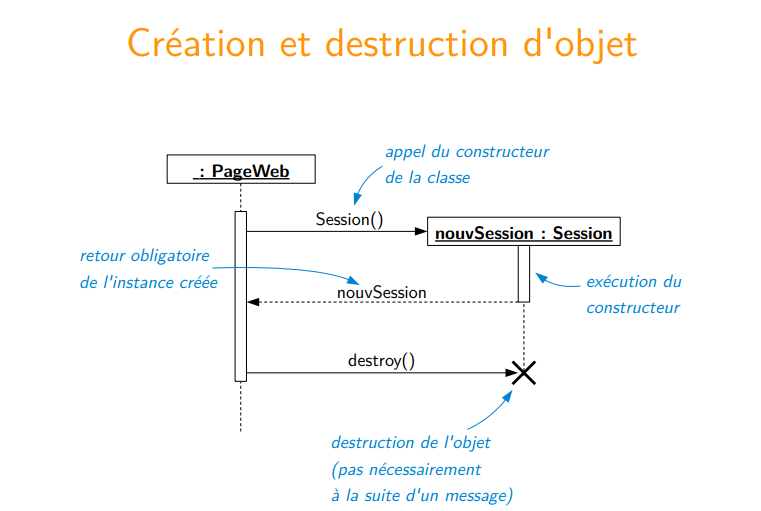 Création et destruction d'objet
appel du constructeur
de la classe
: PageWeb
Session()
nouvSession : Session
retour obligatoire
de l'instance créée
exécution du
constructeur
nouvSession
destroy()
destruction de l'objet
(pas nécessairement
à la suite d'un message)